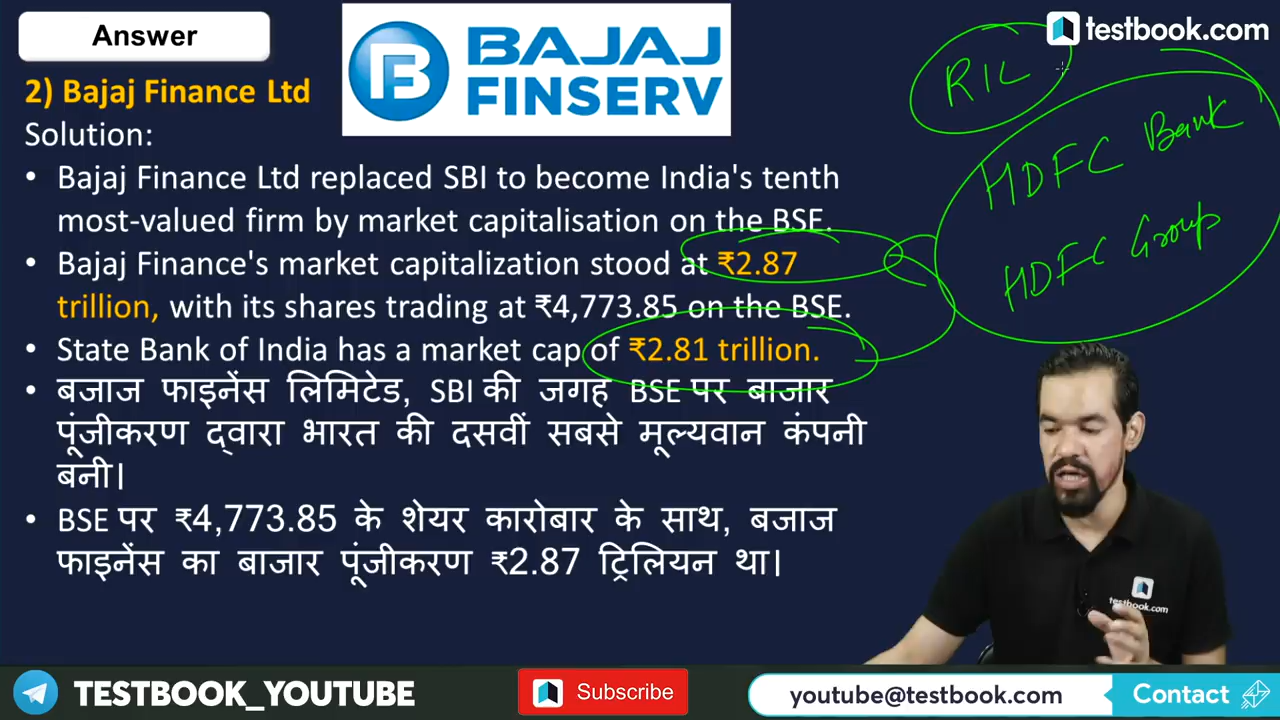 Answer
BAJAJ
FINSERV
testbook.com
RIL
HDFC Bank
HDFC Group
2) Bajaj Finance Ltd
Solution:
• Bajaj Finance Ltd replaced SBI to become India's tenth
most-valued firm by market capitalisation on the BSE.
• Bajaj Finance's market capitalization stood at ₹2.87
trillion, with its shares trading at ₹4,773.85 on the BSE.
• State Bank of India has a market cap of ₹2.81 trillion.
• बजाज फाइनेंस लिमिटेड, SBI की जगह BSE पर बाजार
पूंजीकरण द्वारा भारत की दसवीं सबसे मूल्यवान कंपनी
बनी।
• BSE पर ₹4,773.85 के शेयर कारोबार के साथ, बजाज
फाइनेंस का बाजार पूंजीकरण ₹2.87 ट्रिलियन था।
testbook.com
TESTBOOK_YOUTUBE
Subscribe
youtube@testbook.com
Contact